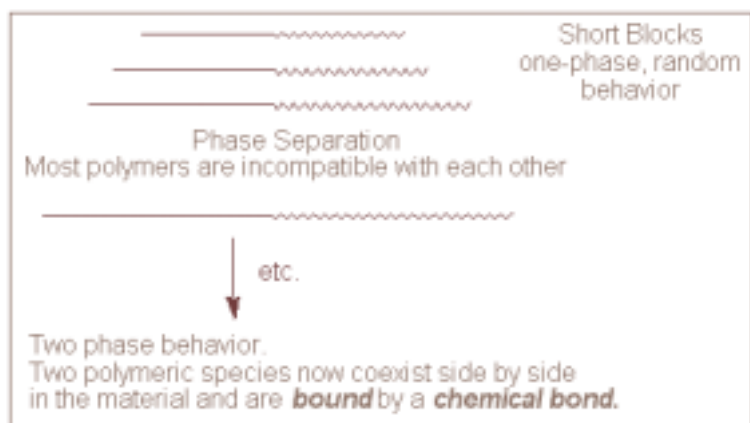 Short Blocks
one-phase, random
behavior
Phase Separation
Most polymers are incompatible with each other
etc.
Two phase behavior.
Two polymeric species now coexist side by side
in the material and are bound by a chemical bond.